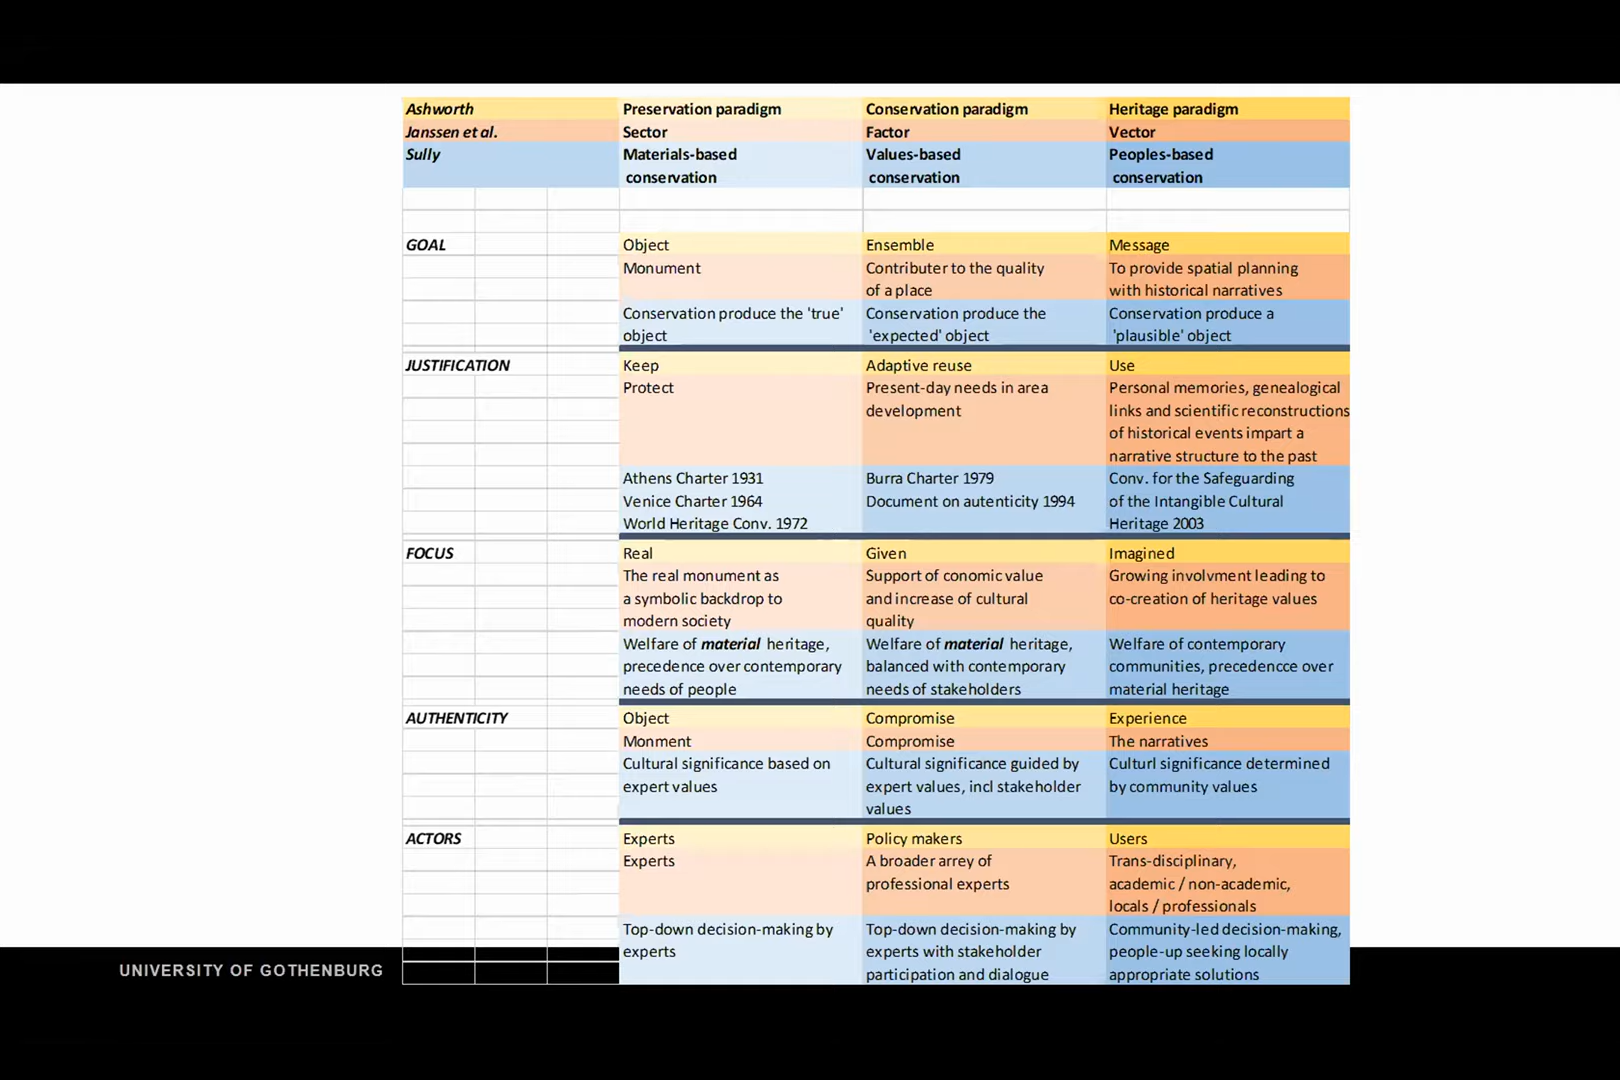 Ashworth Preservation paradigm Conservation paradigm Heritage paradigm
Janssen et al. Sector Factor Vector
Sully Materials-based Values-based Peoples-based
conservation conservation conservation
GOAL Object Ensemble Message
Monument Contributer to the quality To provide spatial planning
of a place with historical narratives
Conservation produce the 'true' Conservation produce the Conservation produce a
object 'expected' object 'plausible' object
JUSTIFICATION Keep Adaptive reuse Use
Protect Present-day needs in area Personal memories, genealogical
development links and scientific reconstructions
of historical events impart a
narrative structure to the past
Athens Charter 1931 Burra Charter 1979 Conv. for the Safeguarding
Venice Charter 1964 Document on autenticity 1994 of the Intangible Cultural
World Heritage Conv. 1972 Heritage 2003
FOCUS Real Given Imagined
The real monument as Support of conomic value Growing involvment leading to
a symbolic backdrop to and increase of cultural co-creation of heritage values
modern society quality
Welfare of material heritage, Welfare of material heritage, Welfare of contemporary
precedence over contemporary balanced with contemporary communities, precedencce over
needs of people needs of stakeholders material heritage
AUTHENTICITY Object Compromise Experience
Monment Compromise The narratives
Cultural significance based on Cultural significance guided by Culturl significance determined
expert values expert values, incl stakeholder by community values
values
ACTORS Experts Policy makers Users
Experts A broader arrey of Trans-disciplinary,
professional experts academic / non-academic,
locals / professionals
Top-down decision-making by Top-down decision-making by Community-led decision-making,
experts experts with stakeholder people-up seeking locally
participation and dialogue appropriate solutions
UNIVERSITY OF GOTHENBURG